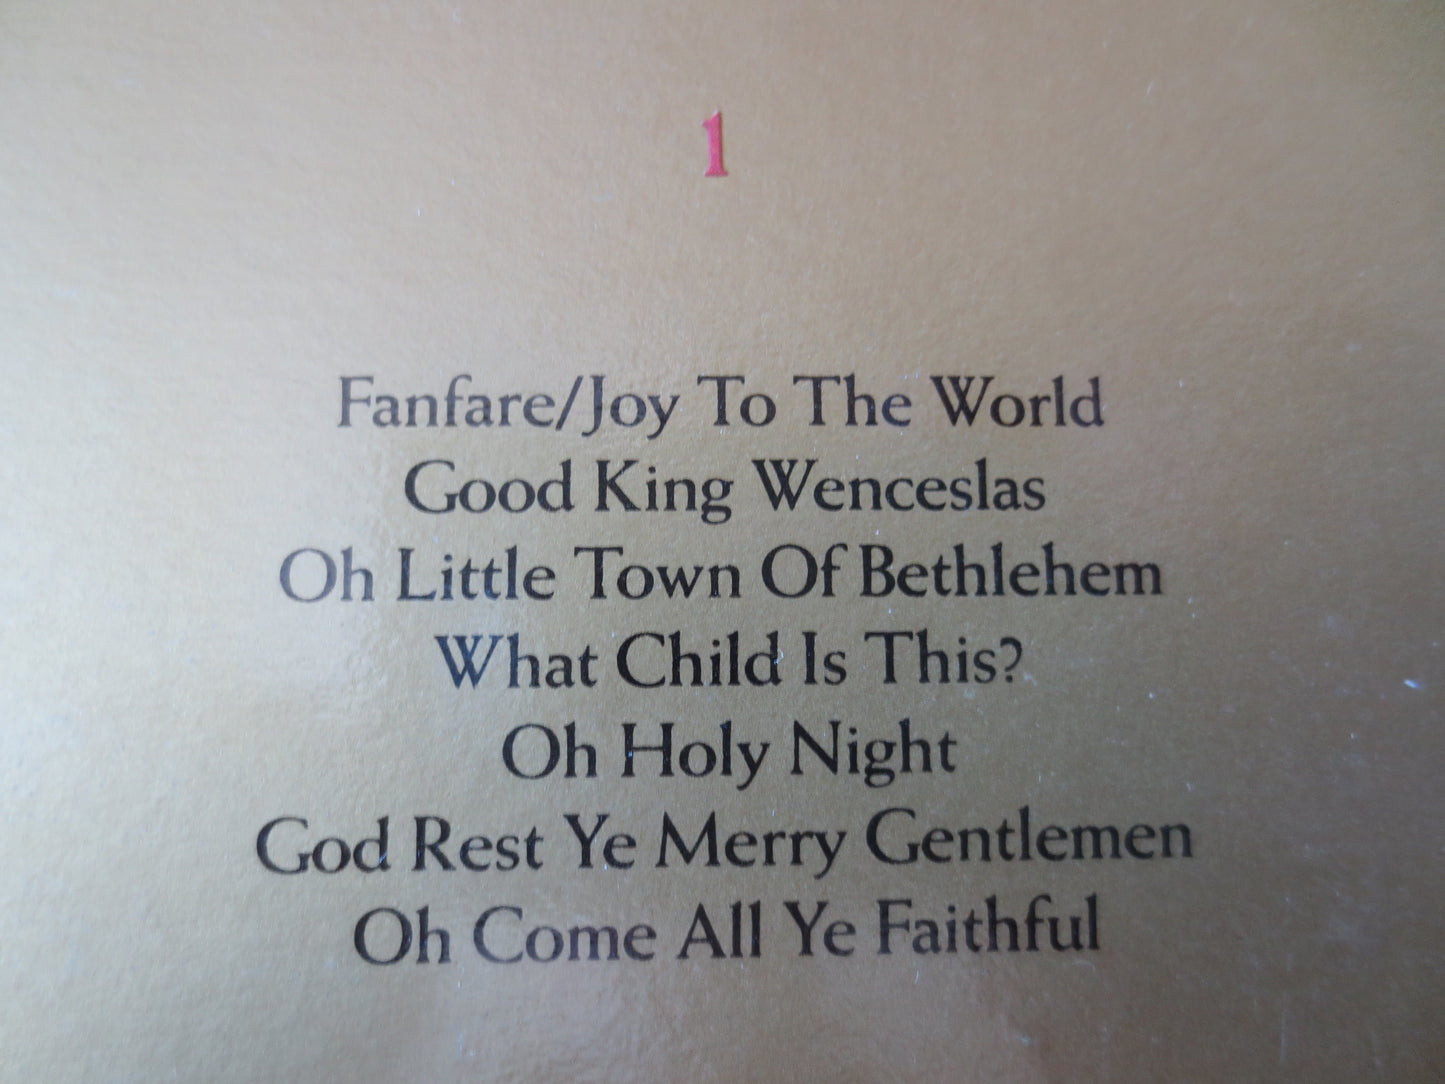 1
Fanfare/Joy To The World
Good King Wenceslas
Oh Little Town Of Bethlehem
What Child Is This?
Oh Holy Night
God Rest Ye Merry Gentlemen
Oh Come All Ye Faithful